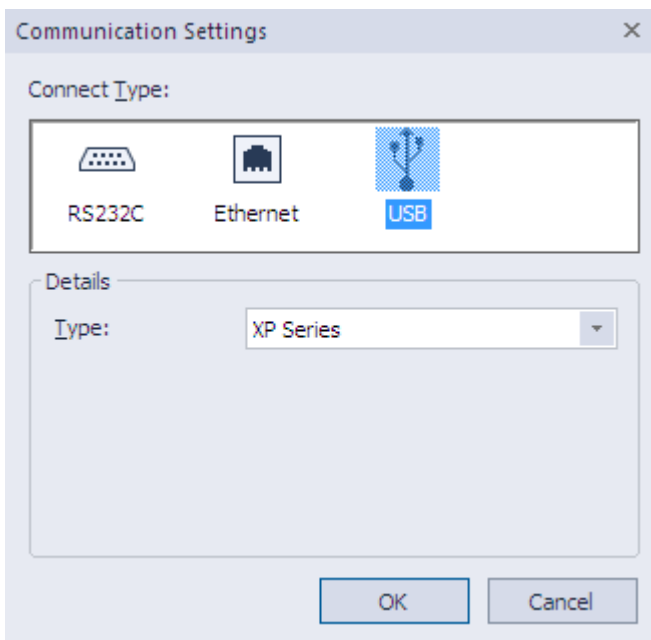 Communication Settings
Connect Type:
RS232C Ethernet USB
Details
Type: XP Series
OK Cancel